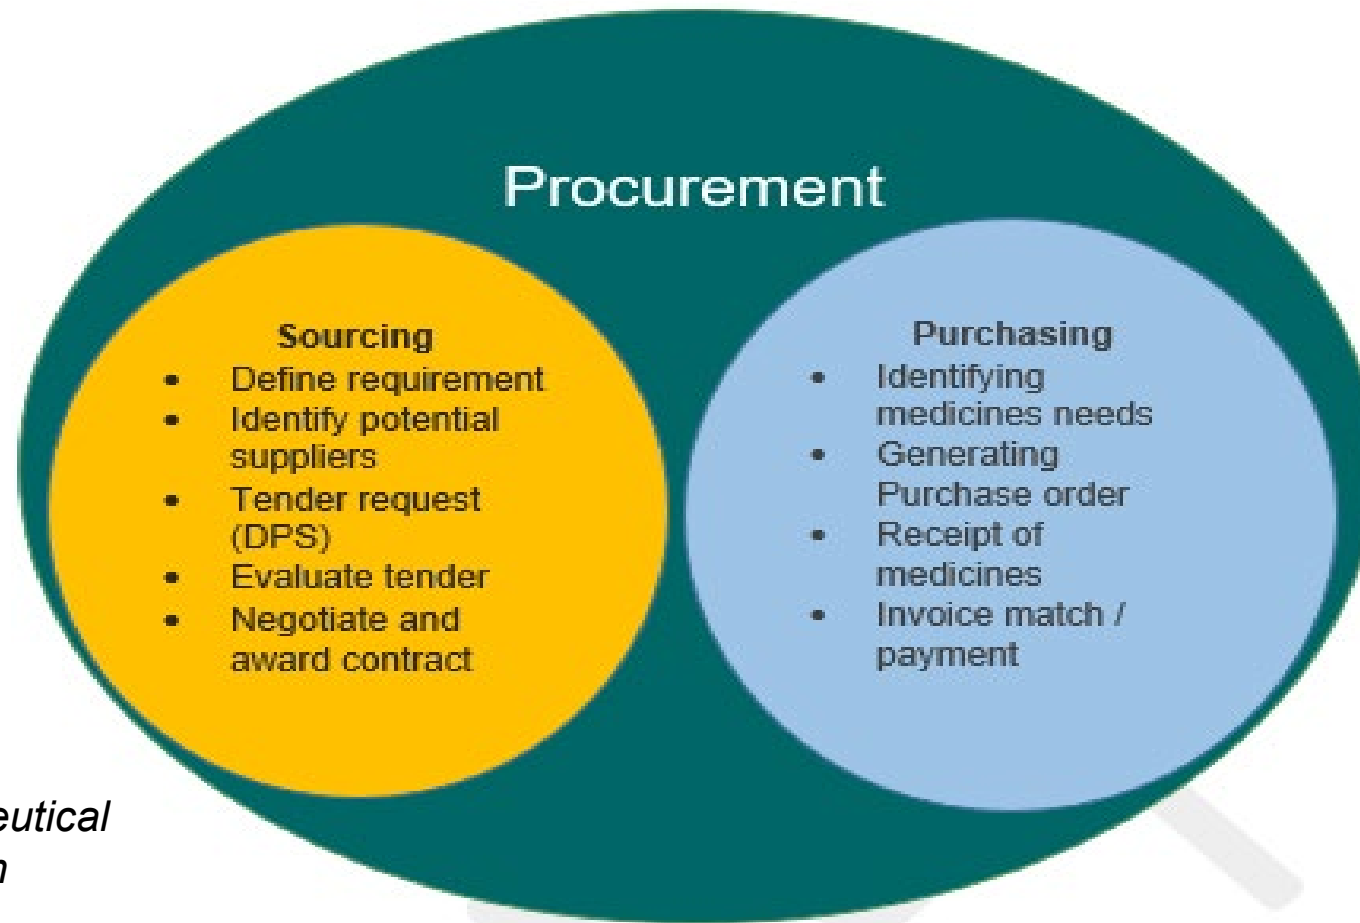 Procurement
Sourcing
• Define requirement
• Identify potential
suppliers
• Tender request
(DPS)
• Evaluate tender
• Negotiate and
award contract
Purchasing
• Identifying
medicines needs
• Generating
Purchase order
• Receipt of
medicines
• Invoice match /
payment